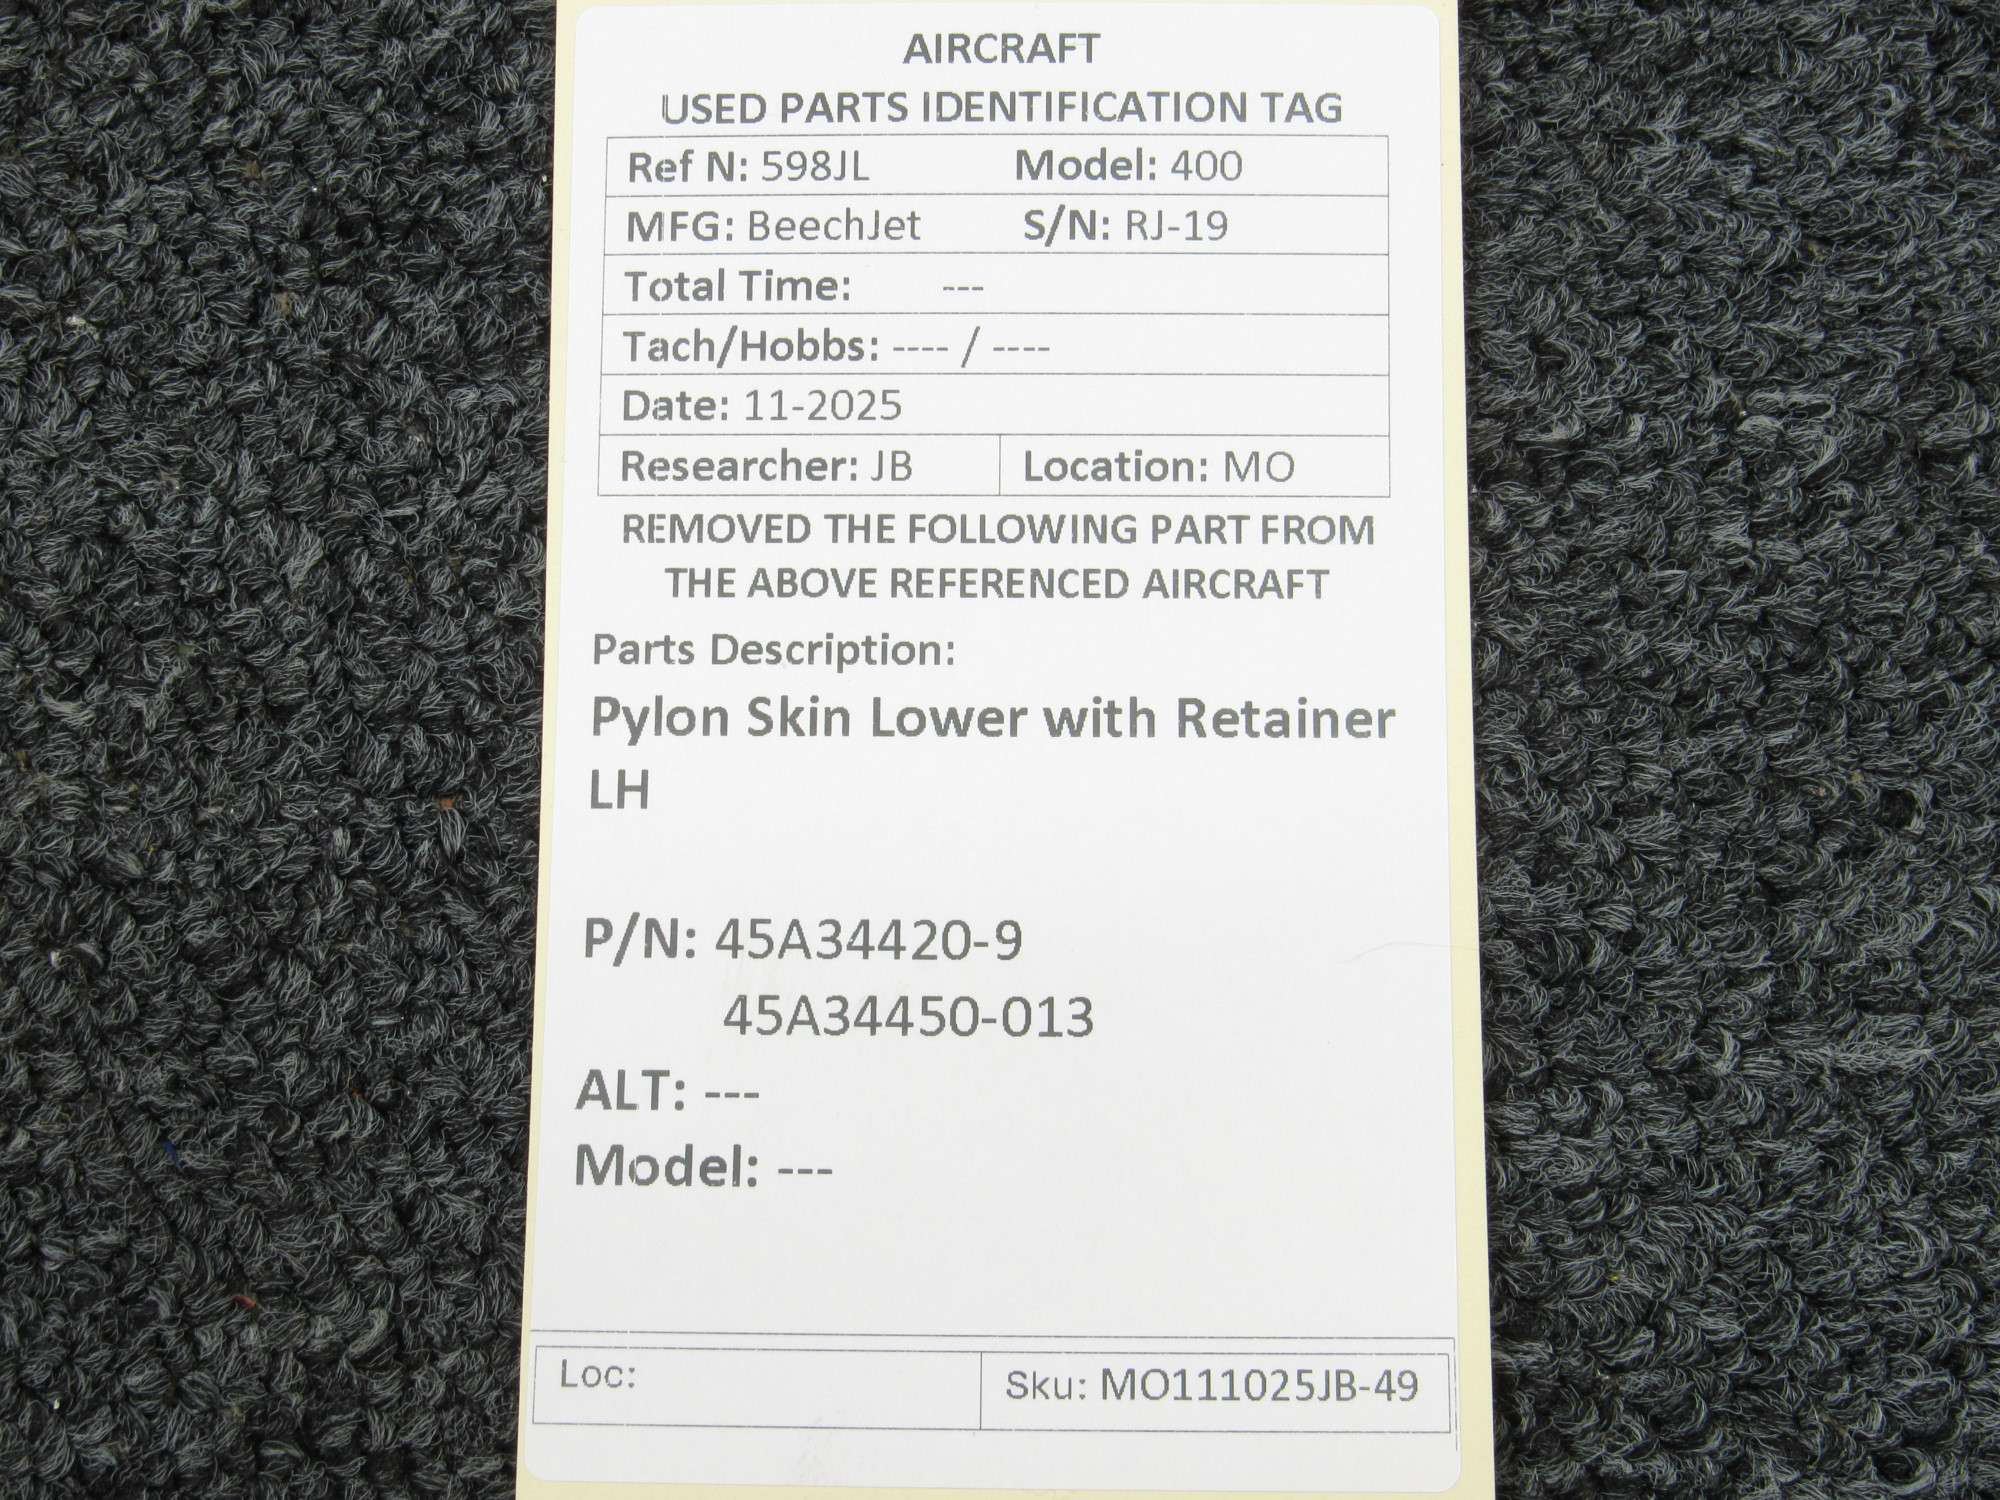 AIRCRAFT
USED PARTS IDENTIFICATION TAG
Ref N: 598JL Model: 400
MFG: BeechJet S/N: RJ-19
Total Time: ---
Tach/Hobbs: ---- / ----
Date: 11-2025
Researcher: JB Location: MO
REMOVED THE FOLLOWING PART FROM
THE ABOVE REFERENCED AIRCRAFT
Parts Description:
Pylon Skin Lower with Retainer
LH
P/N: 45A34420-9
45A34450-013
ALT: ---
Model: ---
Loc: Sku: MO111025JB-49